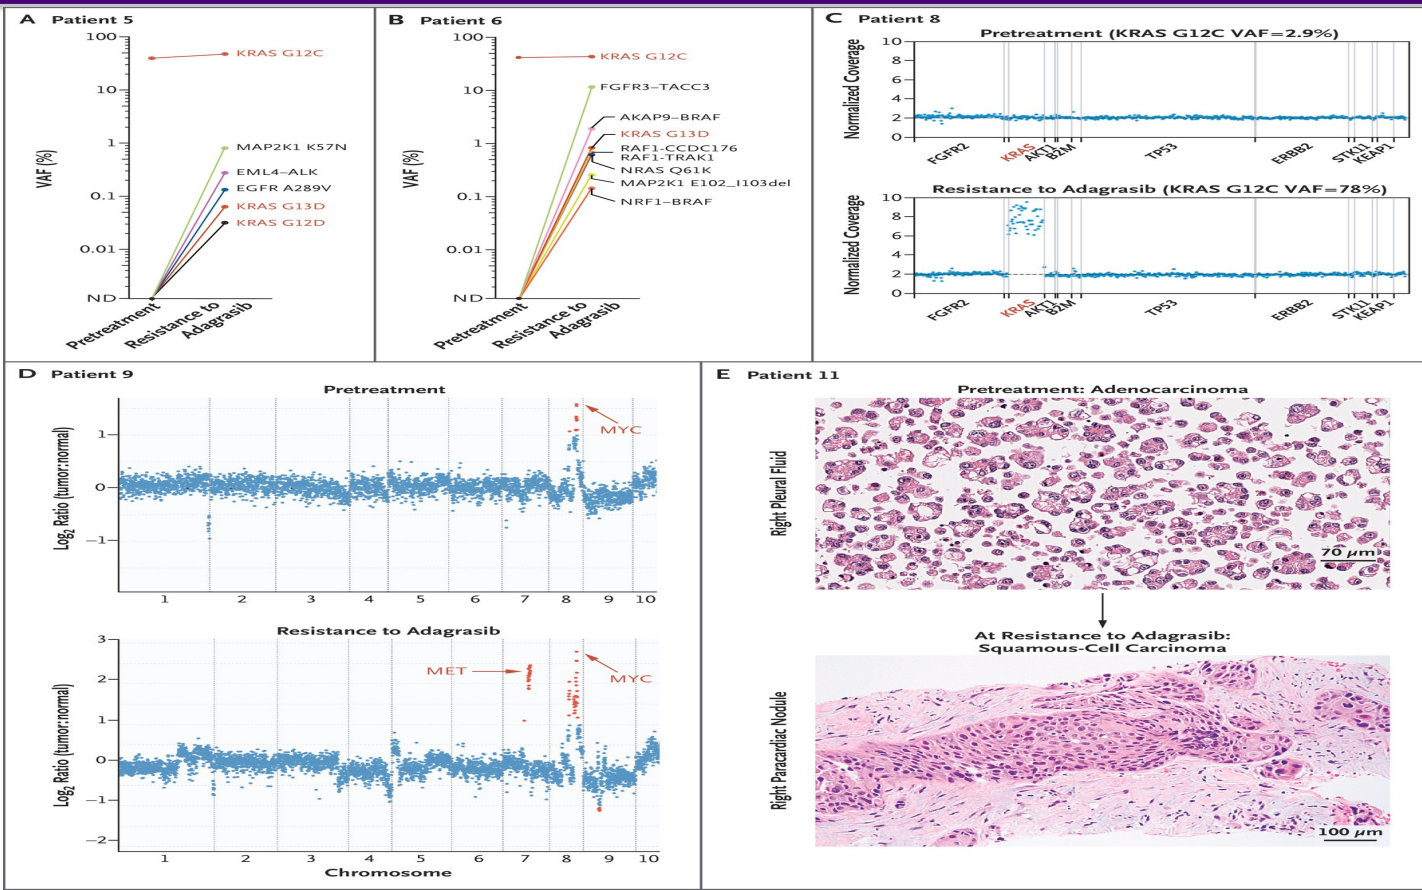 A Patient 5
100
10
1
0.1
0.01
ND
VAF (%)
KRAS G12C
MAP2K1 K57N
EML4–ALK
EGFR A289V
KRAS G13D
KRAS G12D
Pretreatment
Resistance to
Adagrasib
B Patient 6
100
10
1
0.1
0.01
ND
VAF (%)
KRAS G12C
FGFR3–TACC3
AKAP9–BRAF
KRAS G13D
RAF1–CCDC176
RAF1–TRAK1
NRAS Q61K
MAP2K1 E102_I103del
NRF1–BRAF
Pretreatment
Resistance to
Adagrasib
C Patient 8
Pretreatment (KRAS G12C VAF=2.9%)
Normalized Coverage
10
8
6
4
2
0
FGFR2
KRAS
AKT1
B2M
TP53
ERBB2
STK11
KEAP1
Resistance to Adagrasib (KRAS G12C VAF=78%)
Normalized Coverage
10
8
6
4
2
0
FGFR2
KRAS
AKT1
B2M
TP53
ERBB2
STK11
KEAP1
D Patient 9
Pretreatment
Log2 Ratio (tumor:normal)
1
0
−1
MYC
1 2 3 4 5 6 7 8 9 10
Resistance to Adagrasib
Log2 Ratio (tumor:normal)
3
2
1
0
−1
−2
MET
MYC
1 2 3 4 5 6 7 8 9 10
Chromosome
E Patient 11
Pretreatment: Adenocarcinoma
Right Pleural Fluid
70 µm
At Resistance to Adagrasib:
Squamous-Cell Carcinoma
Right Paracardiac Nodule
100 µm